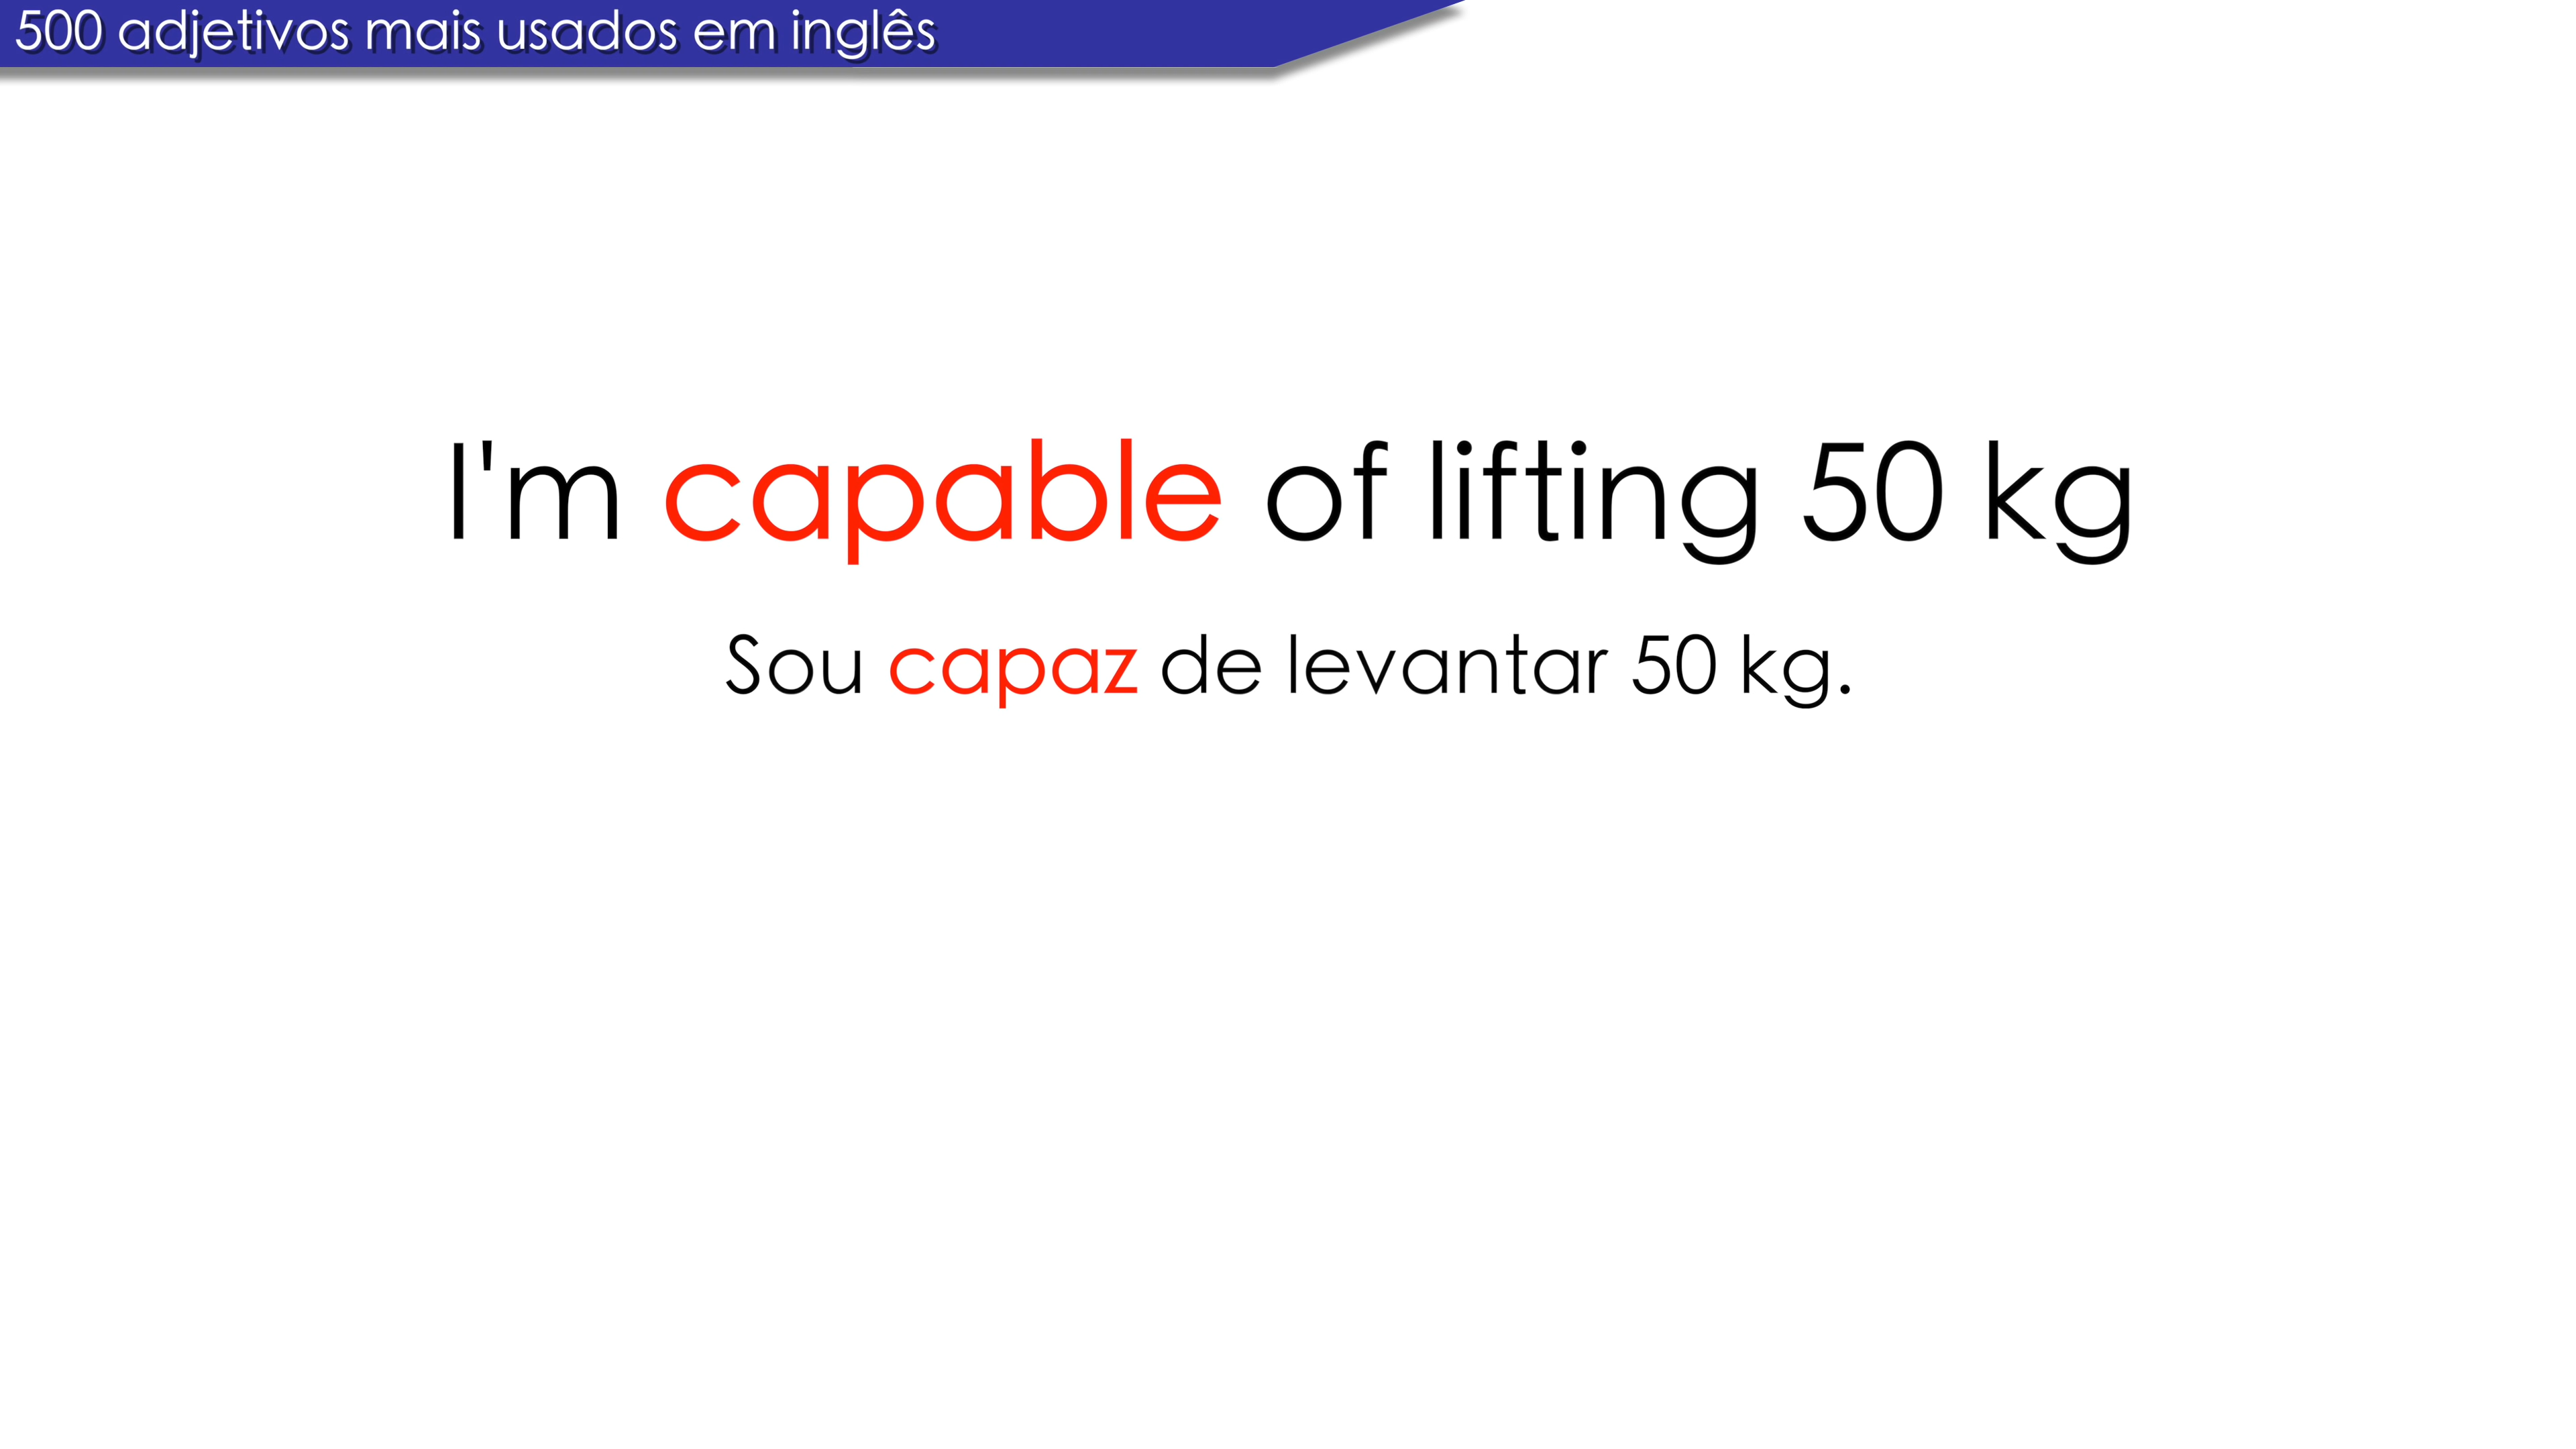 500 adjetivos mais usados em inglês
I'm capable of lifting 50 kg
Sou capaz de levantar 50 kg.